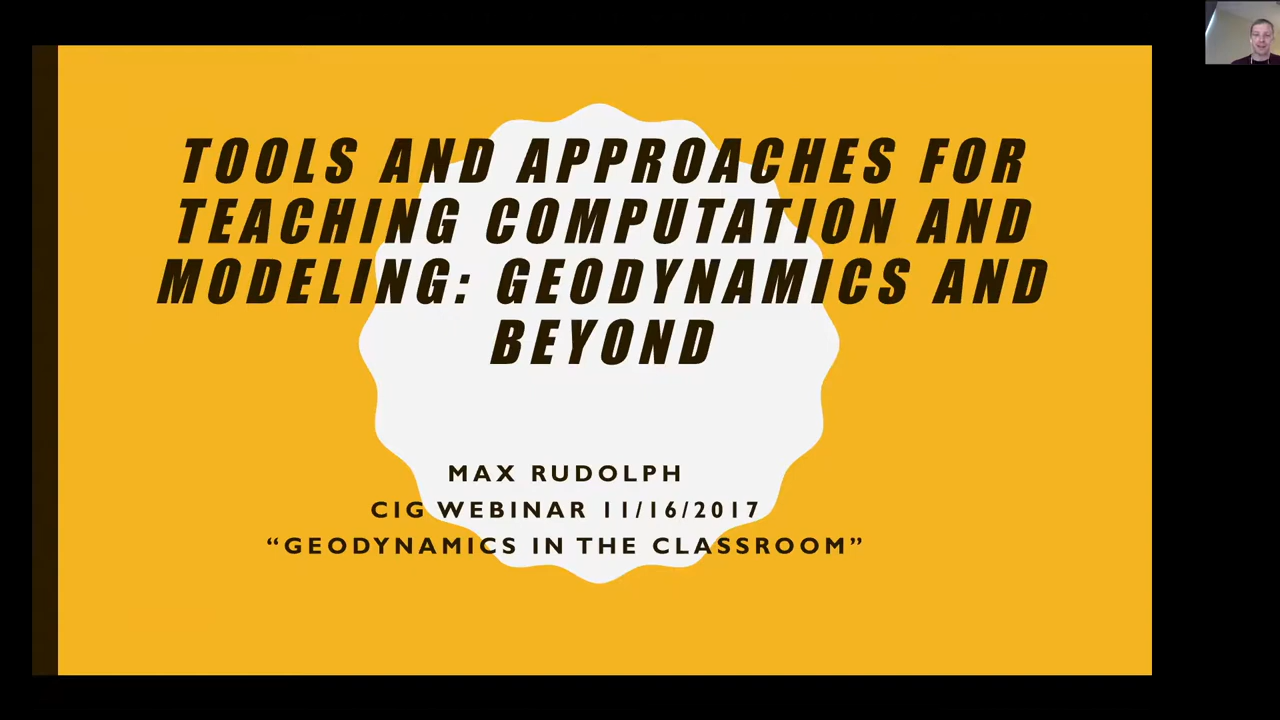 TOOLS AND APPROACHES FOR
TEACHING COMPUTATION AND
MODELING: GEODYNAMICS AND
BEYOND
MAX RUDOLPH
CIG WEBINAR 11/16/2017
“GEODYNAMICS IN THE CLASSROOM”